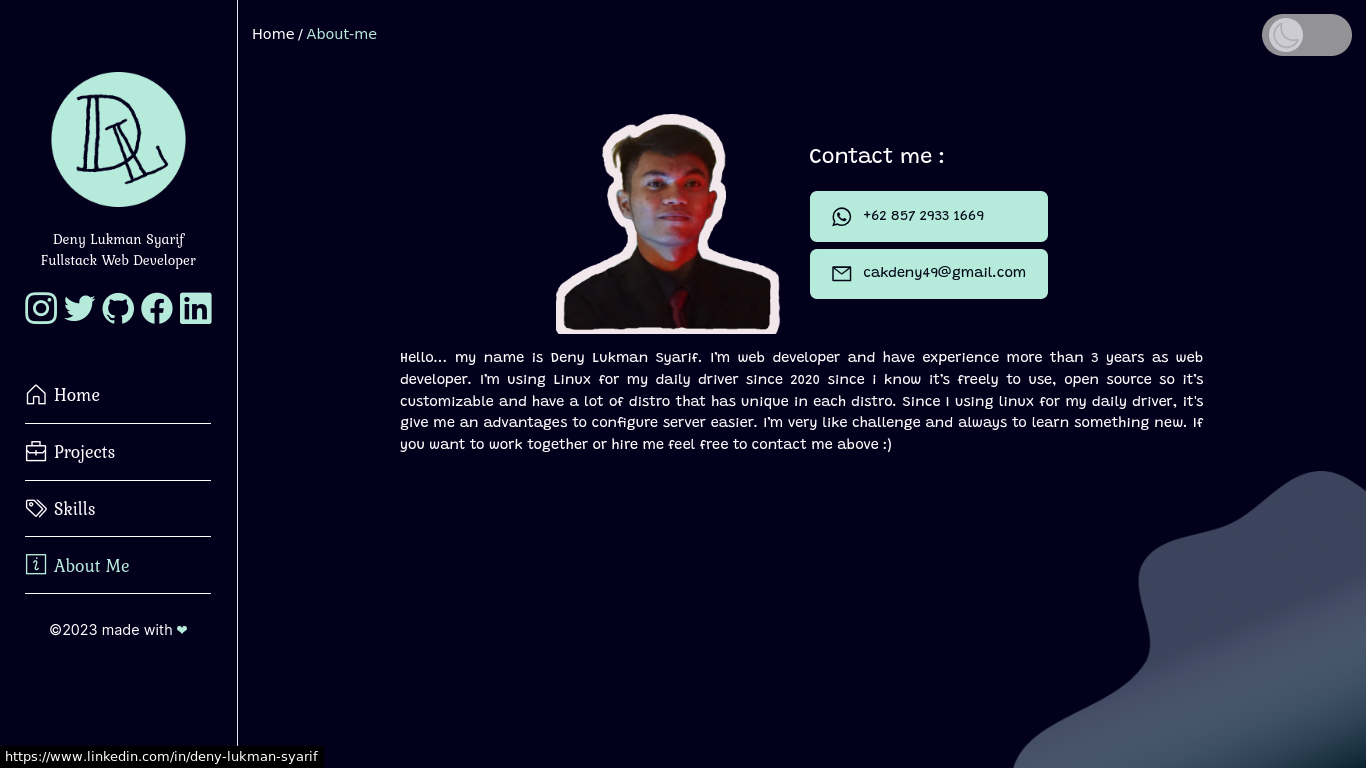 Home / About-me
DL
Deny Lukman Syarif
Fullstack Web Developer
Home
Projects
Skills
About Me
©2023 made with ❤
Contact me :
+62 857 2933 1669
cakdeny49@gmail.com
Hello... my name is Deny Lukman Syarif. I'm web developer and have experience more than 3 years as web
developer. I'm using Linux for my daily driver since 2020 since i know it's freely to use, open source so it's
customizable and have a lot of distro that has unique in each distro. Since I using linux for my daily driver, it's
give me an advantages to configure server easier. I'm very like challenge and always to learn something new. If
you want to work together or hire me feel free to contact me above :)
https://www.linkedin.com/in/deny-lukman-syarif